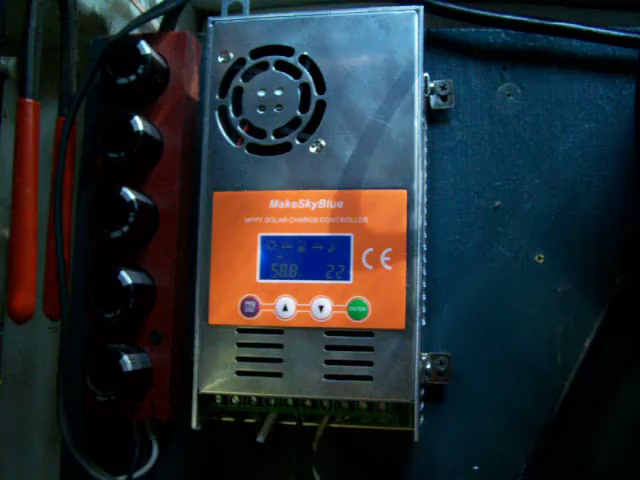 MakeSkyBlue
MPPT SOLAR CHARGE CONTROLLER
CE
58.8 22
ENTER